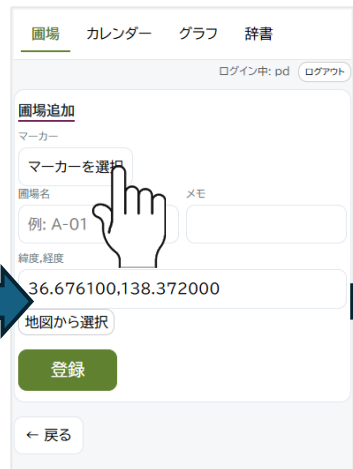 圃場 カレンダー グラフ 辞書
ログイン中: pd ログアウト
圃場追加
マーカー
マーカーを選択
圃場名 メモ
例: A-01
緯度,経度
36.676100,138.372000
地図から選択
登録
← 戻る